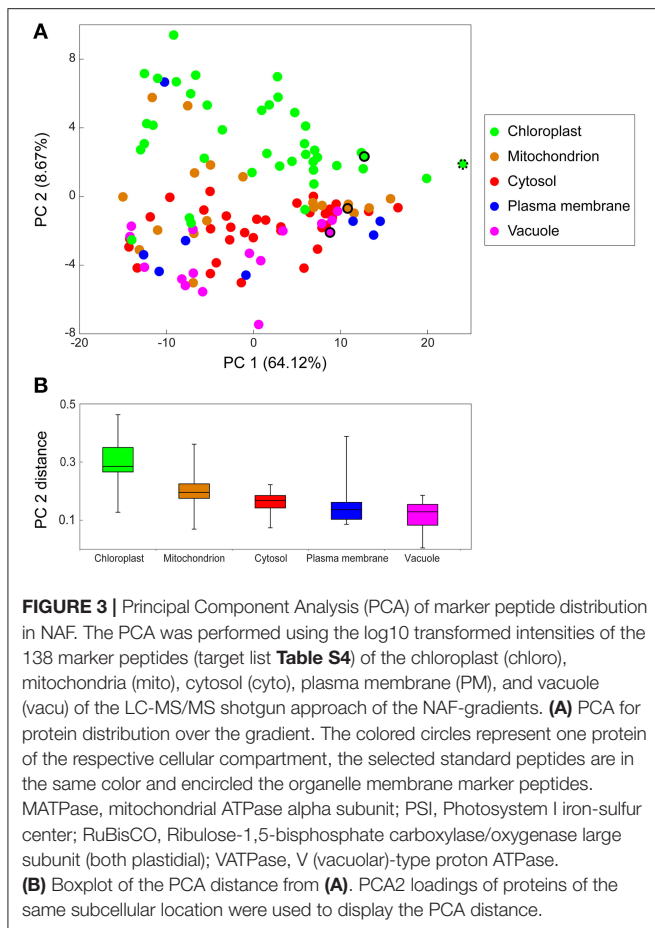 A
8
4
0
-4
-8
PC 2 (8.67%)
-20
-10
0
10
20
PC 1 (64.12%)
Chloroplast
Mitochondrion
Cytosol
Plasma membrane
Vacuole
B
0.5
0.3
0.1
PC 2 distance
Chloroplast
Mitochondrion
Cytosol
Plasma membrane
Vacuole
FIGURE 3 | Principal Component Analysis (PCA) of marker peptide distribution
in NAF. The PCA was performed using the log10 transformed intensities of the
138 marker peptides (target list Table S4) of the chloroplast (chloro),
mitochondria (mito), cytosol (cyto), plasma membrane (PM), and vacuole
(vacu) of the LC-MS/MS shotgun approach of the NAF-gradients. (A) PCA for
protein distribution over the gradient. The colored circles represent one protein
of the respective cellular compartment, the selected standard peptides are in
the same color and encircled the organelle membrane marker peptides.
MATPase, mitochondrial ATPase alpha subunit; PSI, Photosystem I iron-sulfur
center; RuBisCO, Ribulose-1,5-bisphosphate carboxylase/oxygenase large
subunit (both plastidial); VATPase, V (vacuolar)-type proton ATPase.
(B) Boxplot of the PCA distance from (A). PCA2 loadings of proteins of the
same subcellular location were used to display the PCA distance.